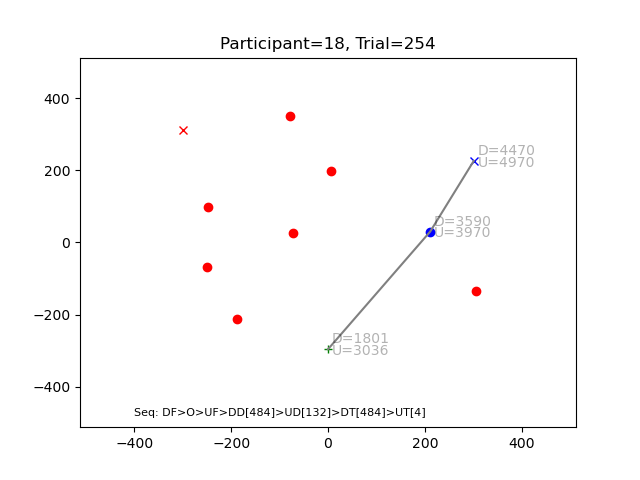 Participant=18, Trial=254
400
200
0
−200
−400
D=4470
U=4970
D=3590
U=3970
D=1801
U=3036
Seq: DF>O>UF>DD[484]>UD[132]>DT[484]>UT[4]
−400 −200 0 200 400